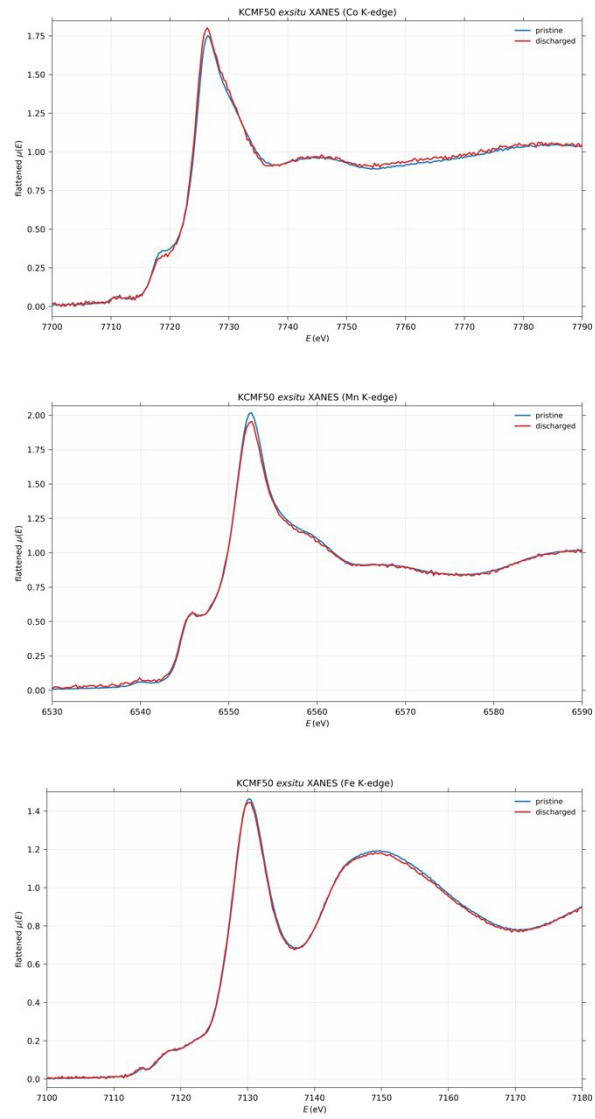 KCMF50 exsitu XANES (Co K-edge)
pristine
discharged
1.75
1.50
1.25
1.00
0.75
0.50
0.25
0.00
flattened μ(E)
7700 7710 7720 7730 7740 7750 7760 7770 7780 7790
E (eV)
KCMF50 exsitu XANES (Mn K-edge)
pristine
discharged
2.00
1.75
1.50
1.25
1.00
0.75
0.50
0.25
0.00
flattened μ(E)
6530 6540 6550 6560 6570 6580 6590
E (eV)
KCMF50 exsitu XANES (Fe K-edge)
pristine
discharged
1.4
1.2
1.0
0.8
0.6
0.4
0.2
0.0
flattened μ(E)
7100 7110 7120 7130 7140 7150 7160 7170 7180
E (eV)